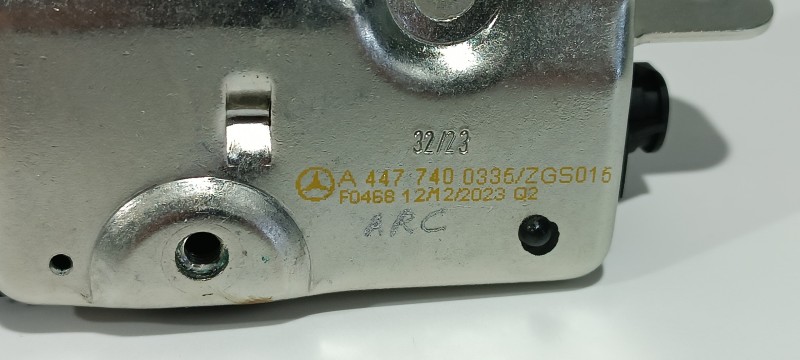 32/23
A 447 740 0335/ZGS015
F0468 12/12/2023 Q2
ARC